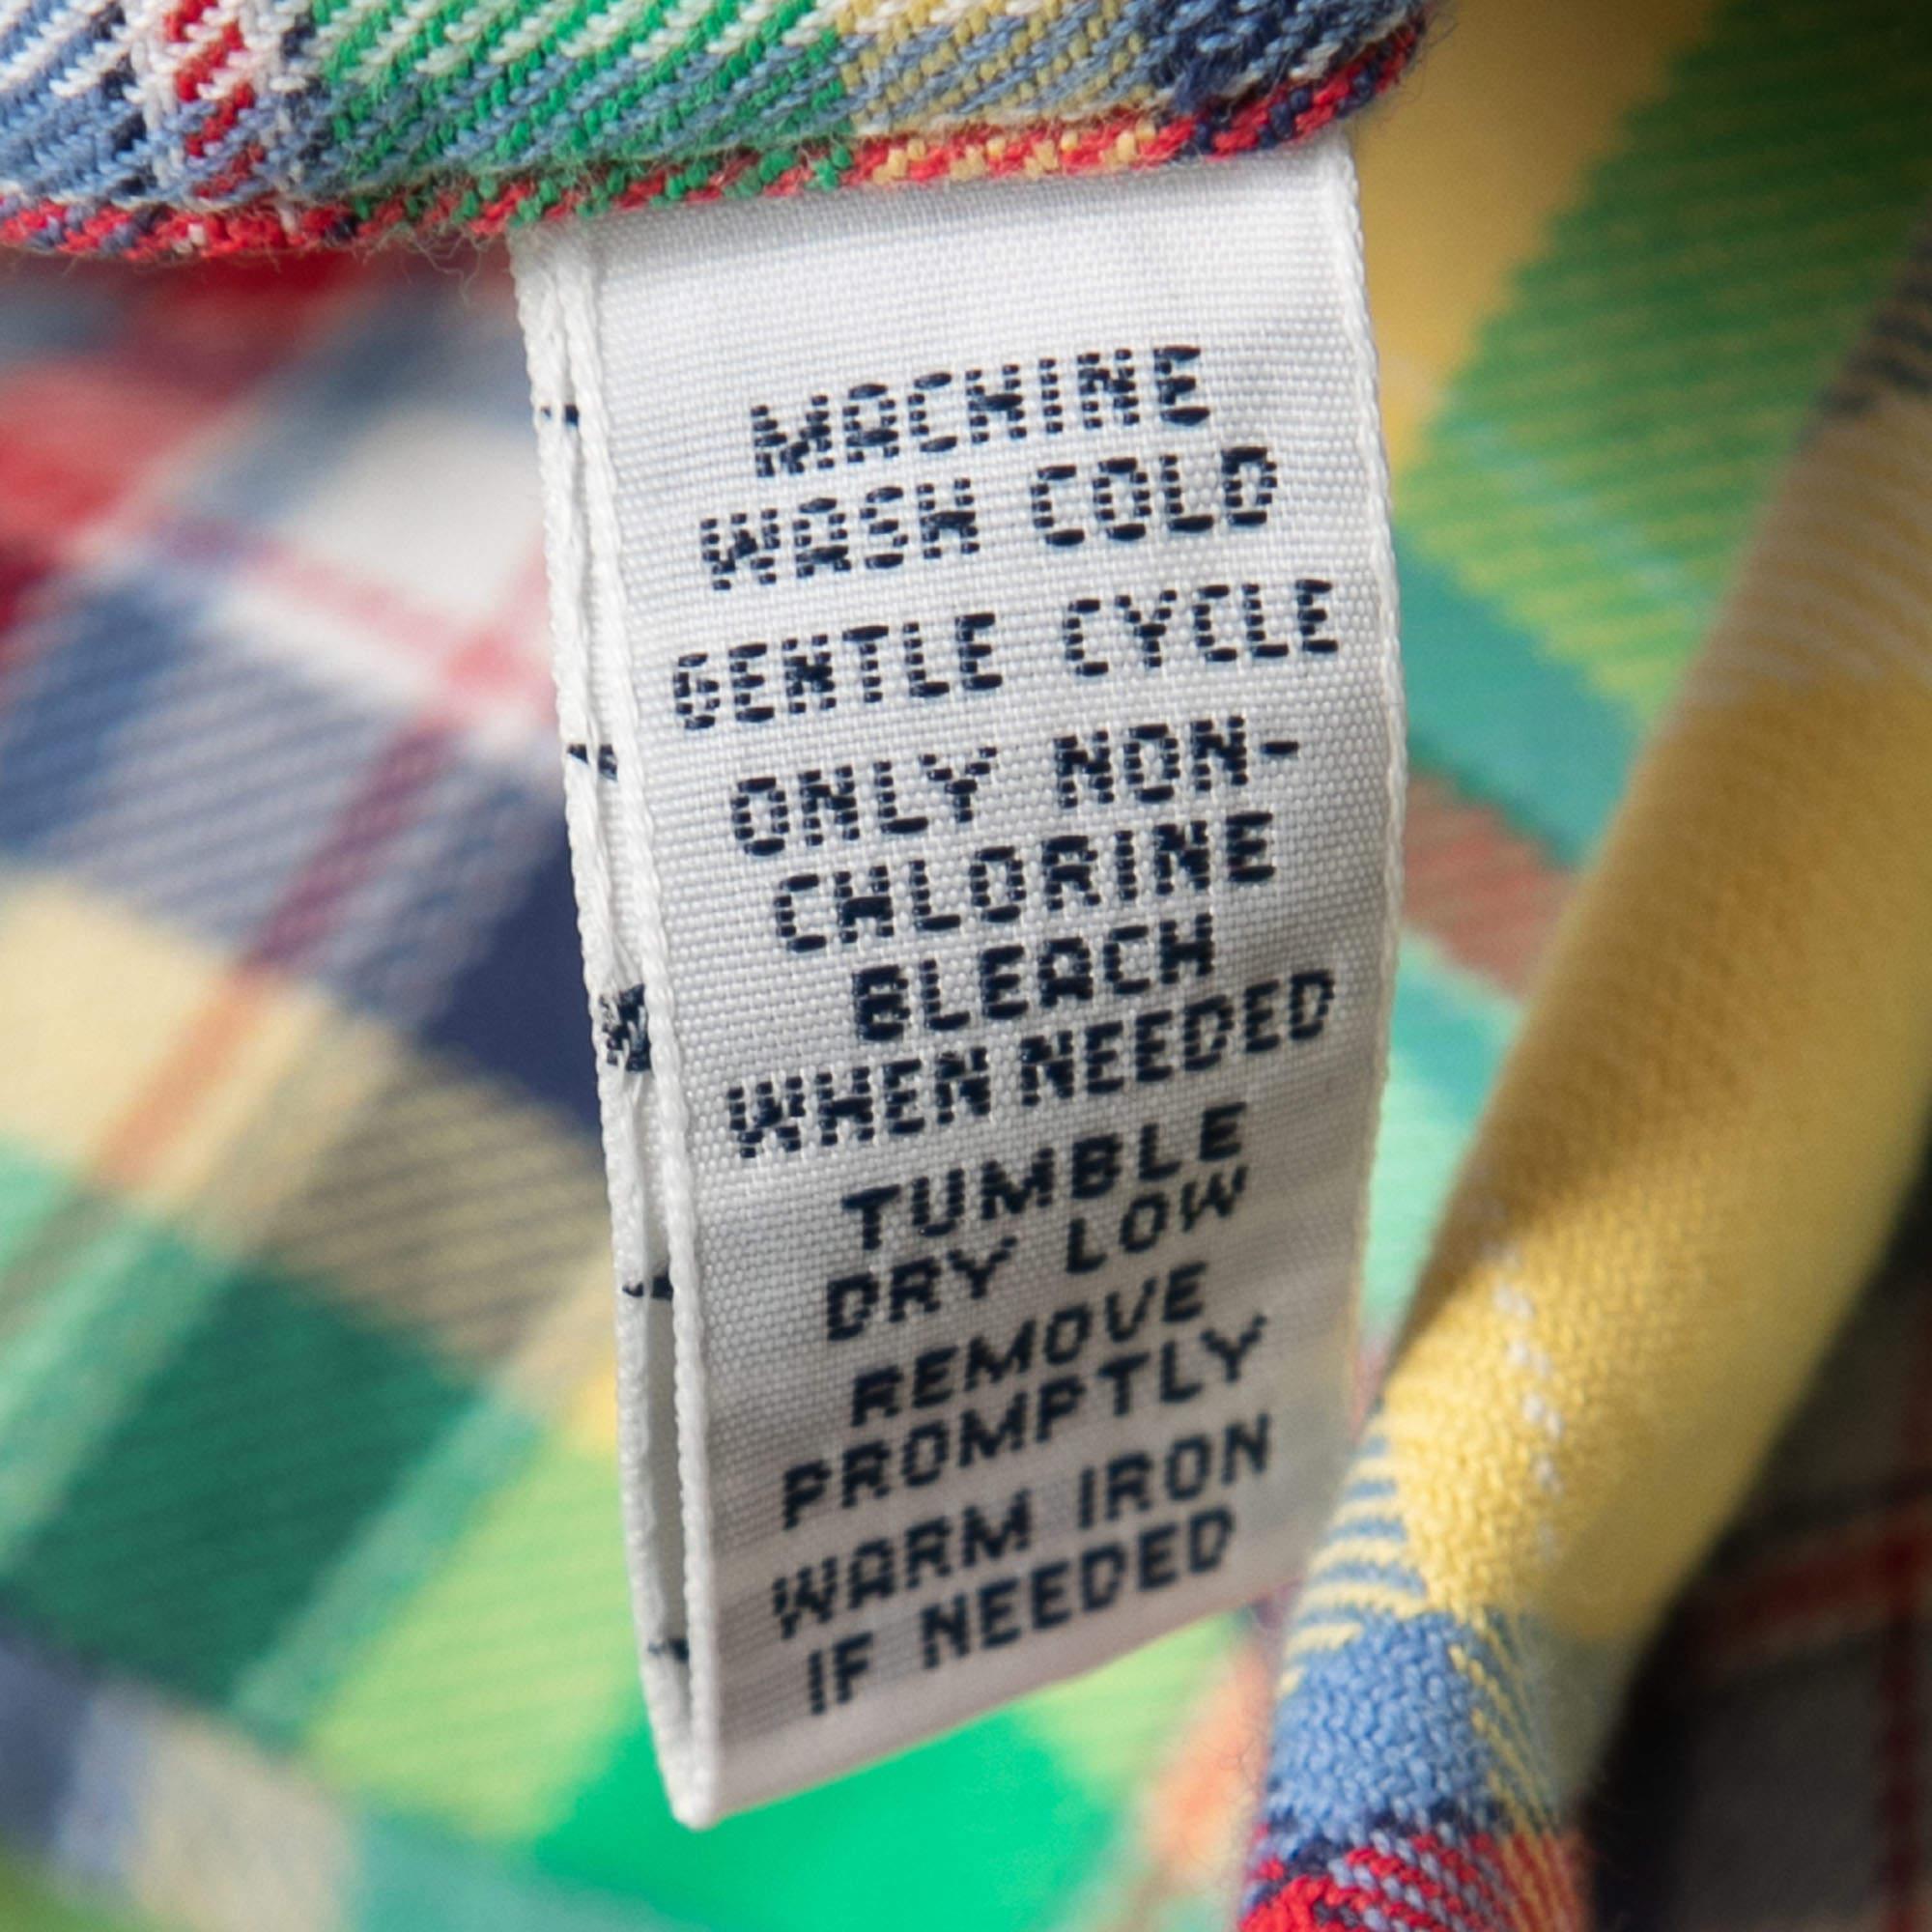 MACHINE
WASH COLD
GENTLE CYCLE
ONLY NON-
CHLORINE
BLEACH
WHEN NEEDED
TUMBLE
DRY LOW
REMOVE
PROMPTLY
WARM IRON
IF NEEDED